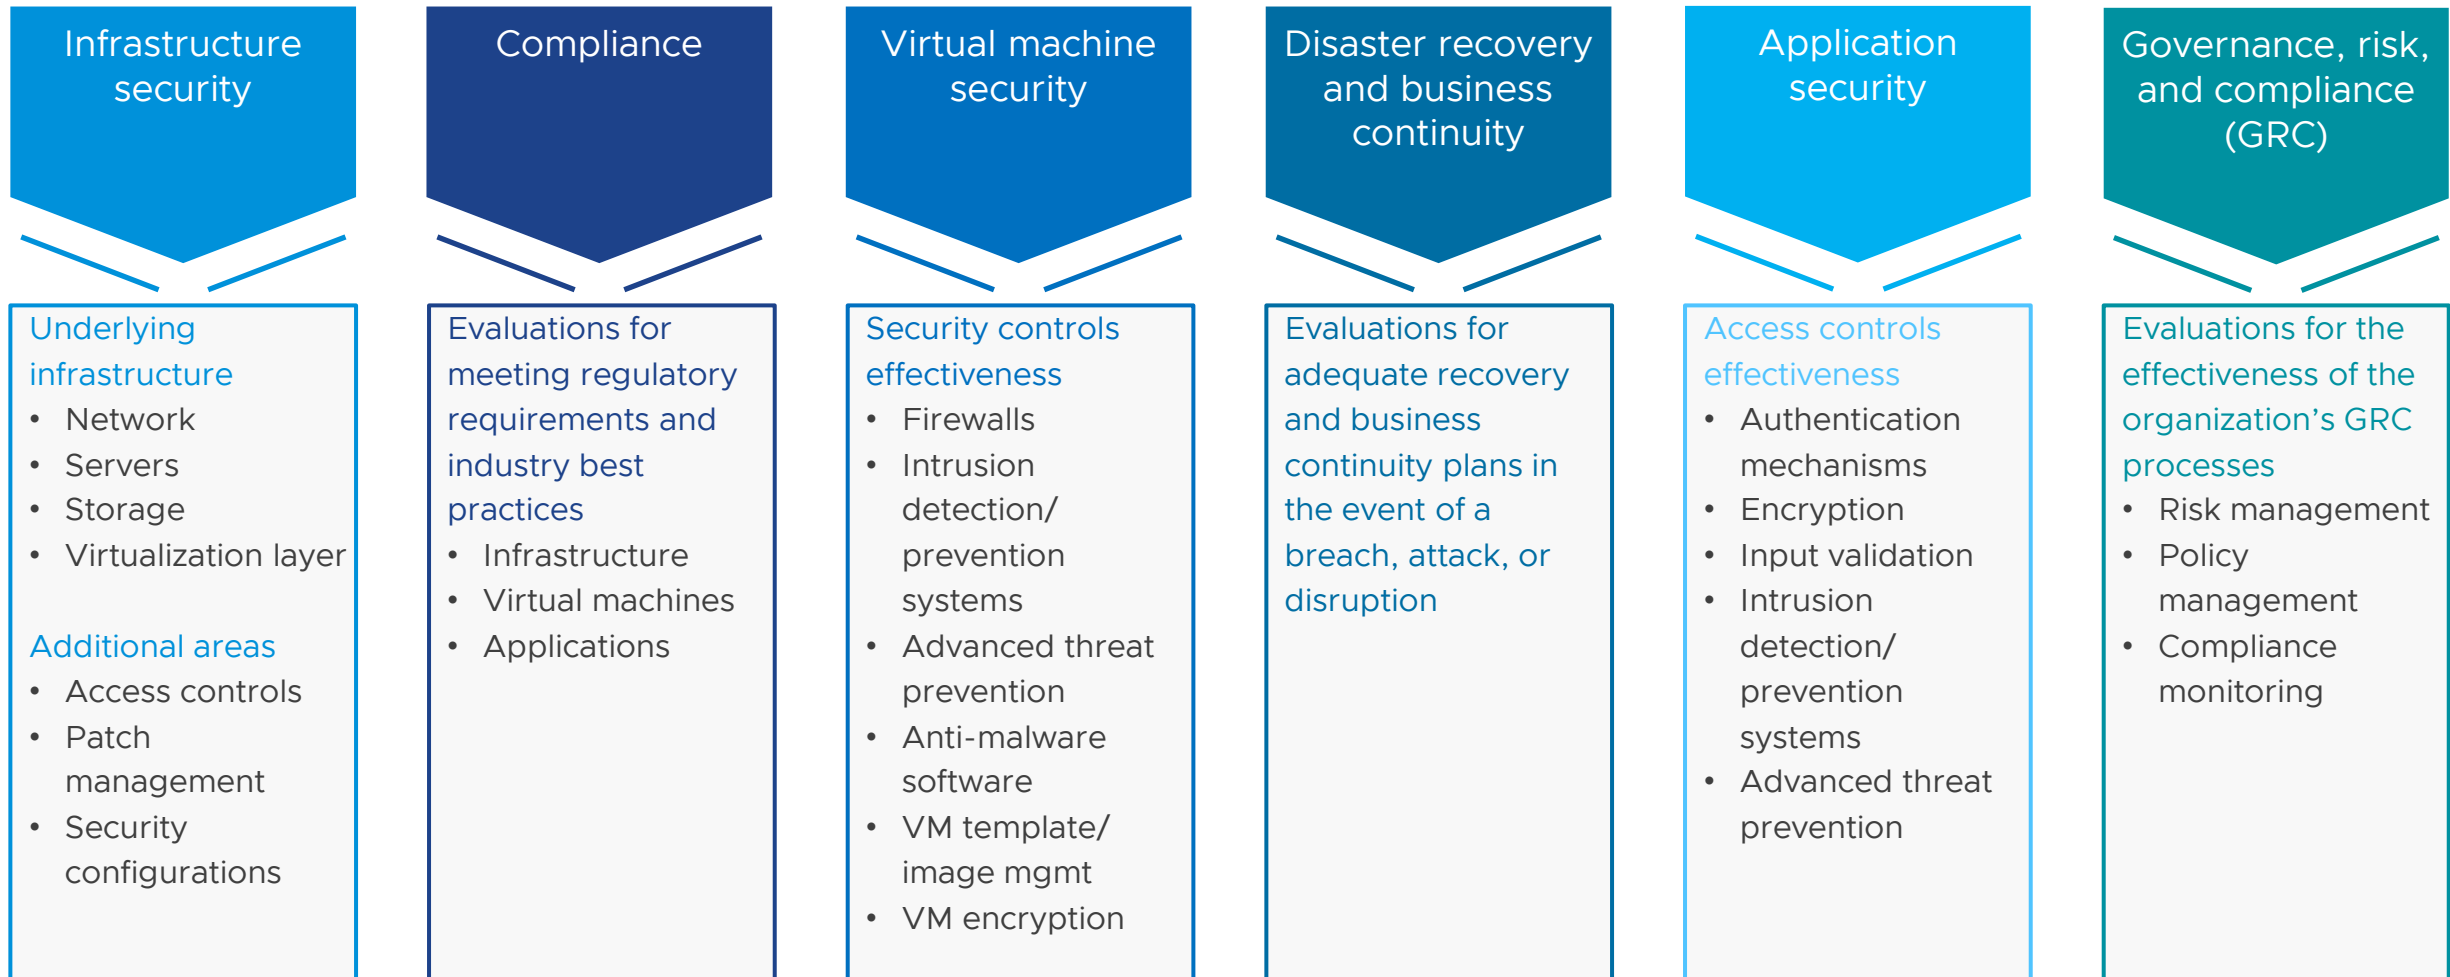 Infrastructure
security
Underlying
infrastructure
• Network
• Servers
• Storage
• Virtualization layer
Additional areas
• Access controls
• Patch
management
• Security
configurations
Compliance
Evaluations for
meeting regulatory
requirements and
industry best
practices
• Infrastructure
• Virtual machines
• Applications
Virtual machine
security
Security controls
effectiveness
• Firewalls
• Intrusion
detection/
prevention
systems
• Advanced threat
prevention
• Anti-malware
software
• VM template/
image mgmt
• VM encryption
Disaster recovery
and business
continuity
Evaluations for
adequate recovery
and business
continuity plans in
the event of a
breach, attack, or
disruption
Application
security
Access controls
effectiveness
• Authentication
mechanisms
• Encryption
• Input validation
• Intrusion
detection/
prevention
systems
• Advanced threat
prevention
Governance, risk,
and compliance
(GRC)
Evaluations for the
effectiveness of the
organization’s GRC
processes
• Risk management
• Policy
management
• Compliance
monitoring